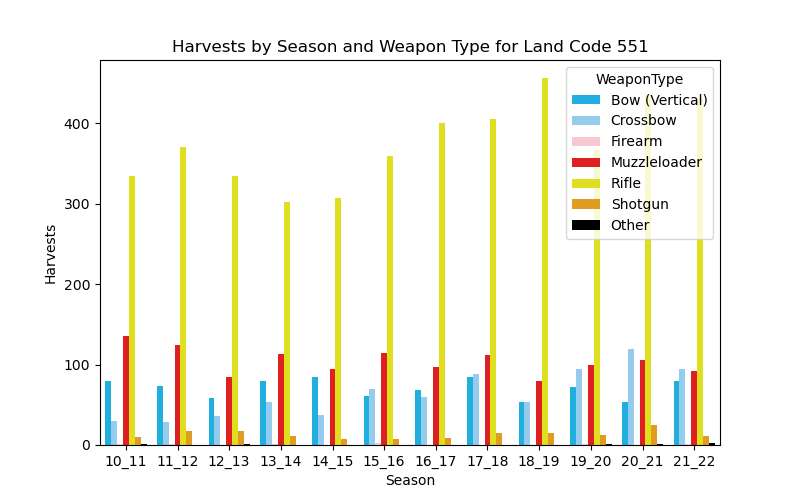 Harvests by Season and Weapon Type for Land Code 551
WeaponType
Bow (Vertical)
Crossbow
Firearm
Muzzleloader
Rifle
Shotgun
Other
Harvests
400
300
200
100
0
10_11 11_12 12_13 13_14 14_15 15_16 16_17 17_18 18_19 19_20 20_21 21_22
Season